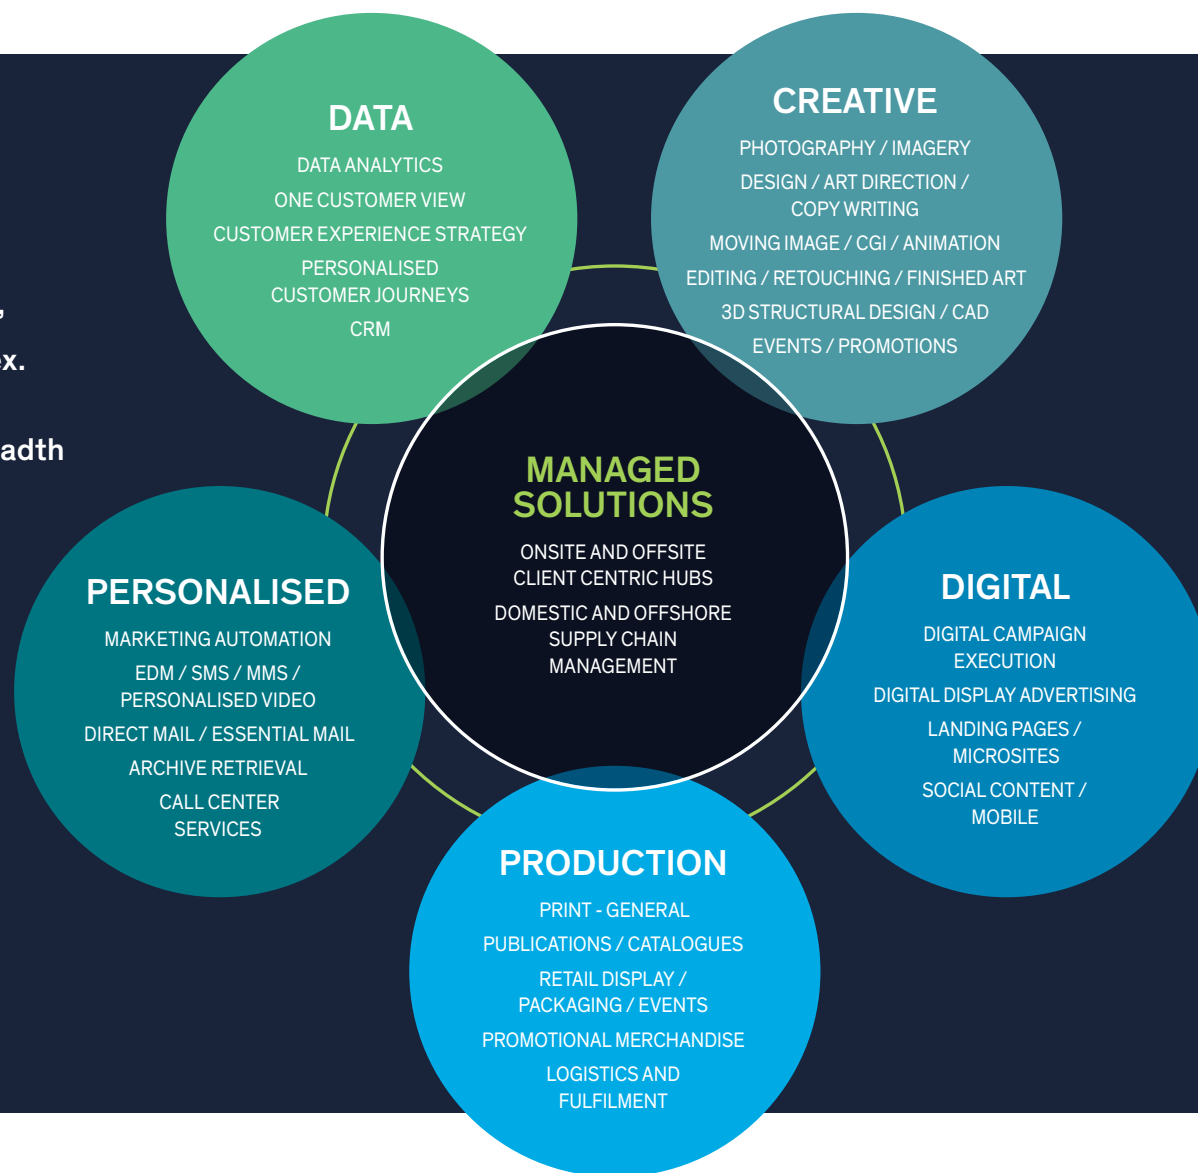 ,
ex.
adth
DATA
DATA ANALYTICS
ONE CUSTOMER VIEW
CUSTOMER EXPERIENCE STRATEGY
PERSONALISED
CUSTOMER JOURNEYS
CRM
CREATIVE
PHOTOGRAPHY / IMAGERY
DESIGN / ART DIRECTION /
COPY WRITING
MOVING IMAGE / CGI / ANIMATION
EDITING / RETOUCHING / FINISHED ART
3D STRUCTURAL DESIGN / CAD
EVENTS / PROMOTIONS
MANAGED
SOLUTIONS
ONSITE AND OFFSITE
CLIENT CENTRIC HUBS
DOMESTIC AND OFFSHORE
SUPPLY CHAIN
MANAGEMENT
PERSONALISED
MARKETING AUTOMATION
EDM / SMS / MMS /
PERSONALISED VIDEO
DIRECT MAIL / ESSENTIAL MAIL
ARCHIVE RETRIEVAL
CALL CENTER
SERVICES
DIGITAL
DIGITAL CAMPAIGN
EXECUTION
DIGITAL DISPLAY ADVERTISING
LANDING PAGES /
MICROSITES
SOCIAL CONTENT /
MOBILE
PRODUCTION
PRINT - GENERAL
PUBLICATIONS / CATALOGUES
RETAIL DISPLAY /
PACKAGING / EVENTS
PROMOTIONAL MERCHANDISE
LOGISTICS AND
FULFILMENT